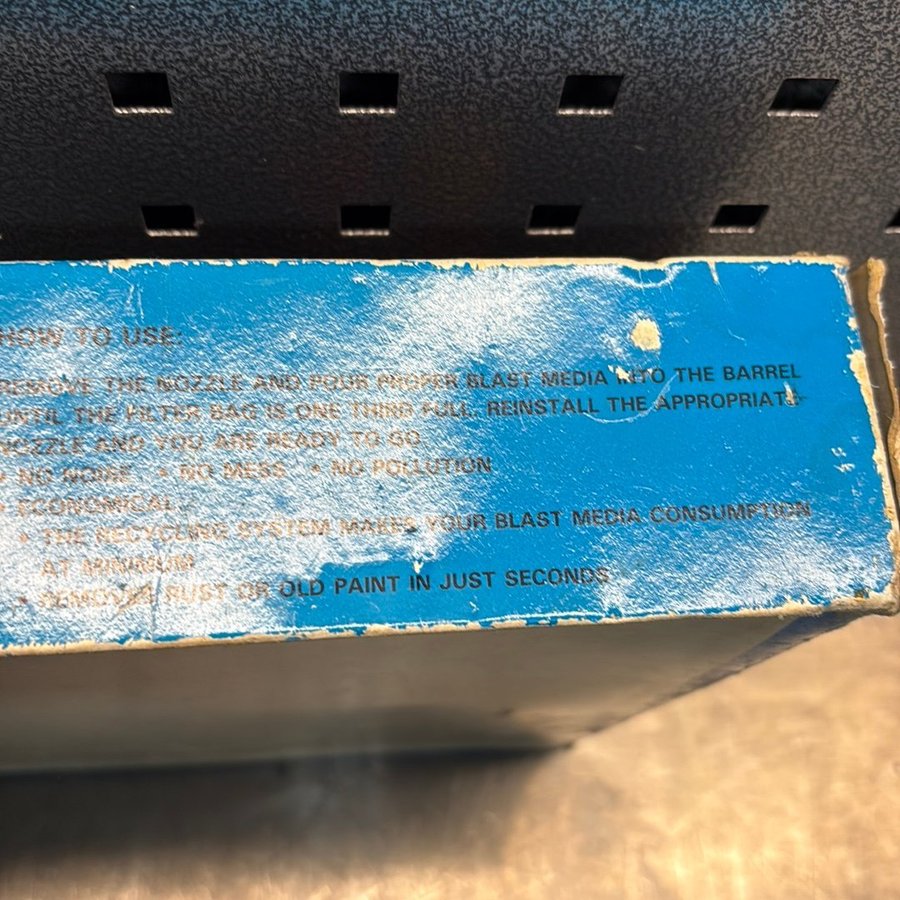 HOW TO USE:
REMOVE THE NOZZLE AND POUR PROPER BLAST MEDIA INTO THE BARREL
UNTIL THE FILTER BAG IS ONE THIRD FULL. REINSTALL THE APPROPRIATE
NOZZLE AND YOU ARE READY TO GO.
• NO NOISE • NO MESS • NO POLLUTION
• ECONOMICAL
• THE RECYCLING SYSTEM MAKES YOUR BLAST MEDIA CONSUMPTION
AT MINIMUM
• REMOVES RUST OR OLD PAINT IN JUST SECONDS